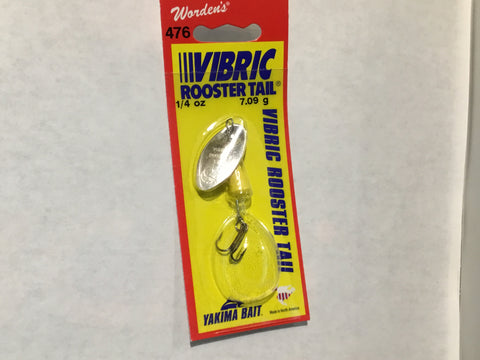 Worden's
476
VIBRIC
ROOSTER TAIL®
1/4 oz 7.09 g
VIBRIC ROOSTER TAIL
YAKIMA BAIT
Made in North America